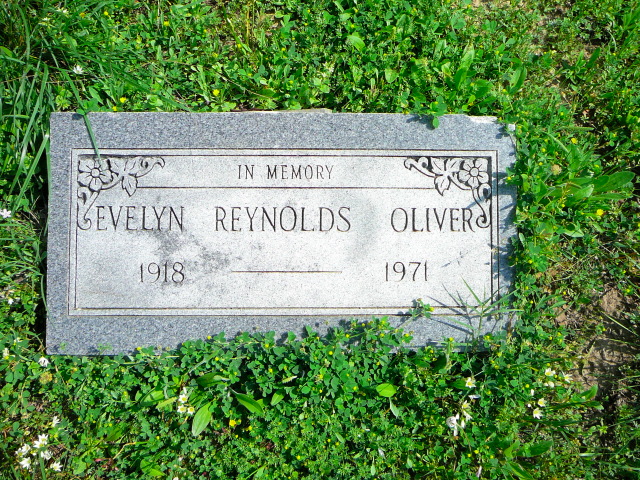 IN MEMORY
EVELYN REYNOLDS OLIVER
1918 — 1971